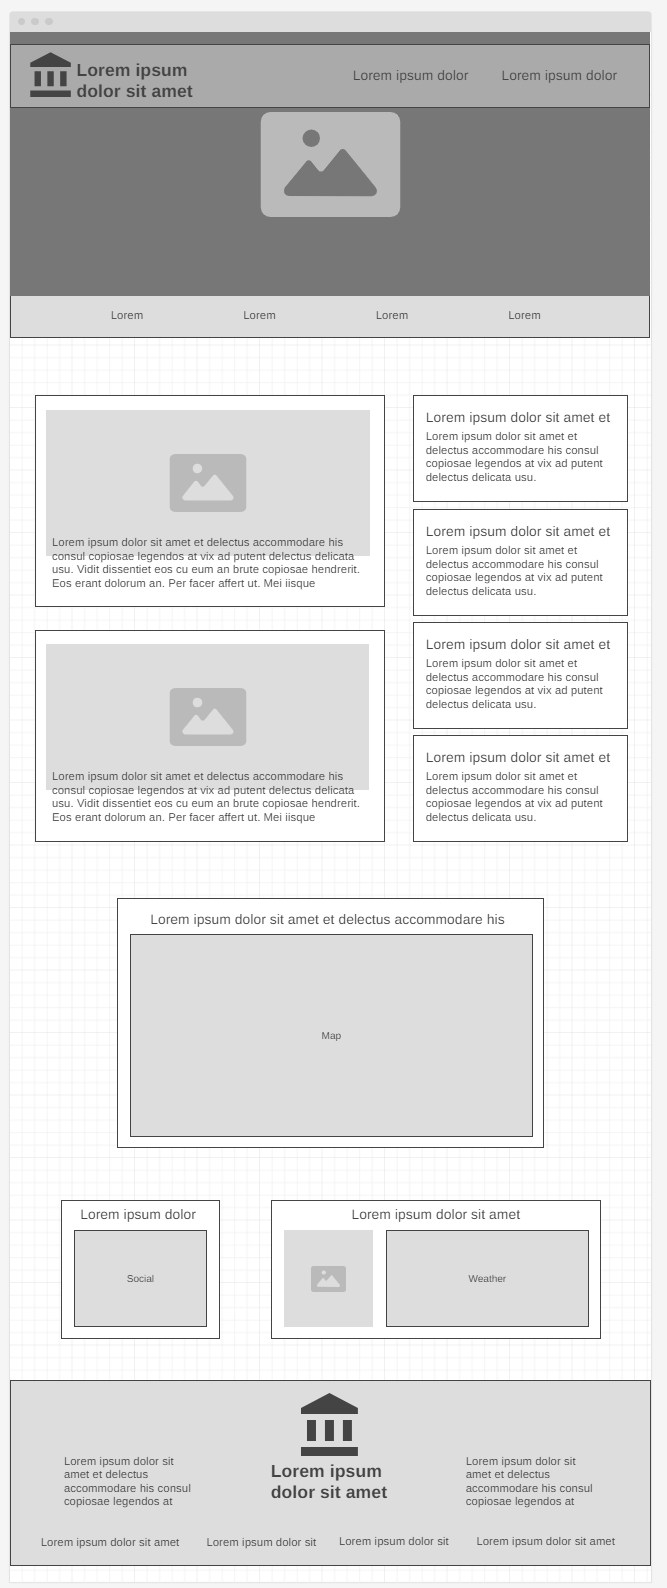 Lorem ipsum
dolor sit amet
Lorem ipsum dolor
Lorem ipsum dolor
Lorem
Lorem
Lorem
Lorem
Lorem ipsum dolor sit amet et delectus accommodare his
consul copiosae legendos at vix ad putent delectus delicata
usu. Vidit dissentiet eos cu eum an brute copiosae hendrerit.
Eos erant dolorum an. Per facer affert ut. Mei iisque
Lorem ipsum dolor sit amet et delectus accommodare his
consul copiosae legendos at vix ad putent delectus delicata
usu. Vidit dissentiet eos cu eum an brute copiosae hendrerit.
Eos erant dolorum an. Per facer affert ut. Mei iisque
Lorem ipsum dolor sit amet et
Lorem ipsum dolor sit amet et
delectus accommodare his consul
copiosae legendos at vix ad putent
delectus delicata usu.
Lorem ipsum dolor sit amet et
Lorem ipsum dolor sit amet et
delectus accommodare his consul
copiosae legendos at vix ad putent
delectus delicata usu.
Lorem ipsum dolor sit amet et
Lorem ipsum dolor sit amet et
delectus accommodare his consul
copiosae legendos at vix ad putent
delectus delicata usu.
Lorem ipsum dolor sit amet et
Lorem ipsum dolor sit amet et
delectus accommodare his consul
copiosae legendos at vix ad putent
delectus delicata usu.
Lorem ipsum dolor sit amet et delectus accommodare his
Map
Lorem ipsum dolor
Social
Lorem ipsum dolor sit amet
Weather
Lorem ipsum dolor sit
amet et delectus
accommodare his consul
copiosae legendos at
Lorem ipsum
dolor sit amet
Lorem ipsum dolor sit
amet et delectus
accommodare his consul
copiosae legendos at
Lorem ipsum dolor sit amet
Lorem ipsum dolor sit
Lorem ipsum dolor sit
Lorem ipsum dolor sit amet